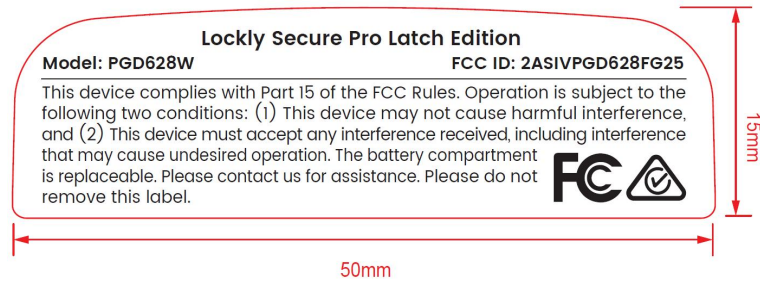 Lockly Secure Pro Latch Edition
Model: PGD628W FCC ID: 2ASIVPGD628FG25
This device complies with Part 15 of the FCC Rules. Operation is subject to the
following two conditions: (1) This device may not cause harmful interference,
and (2) This device must accept any interference received, including interference
that may cause undesired operation. The battery compartment
is replaceable. Please contact us for assistance. Please do not
remove this label.
FCC
15mm
50mm